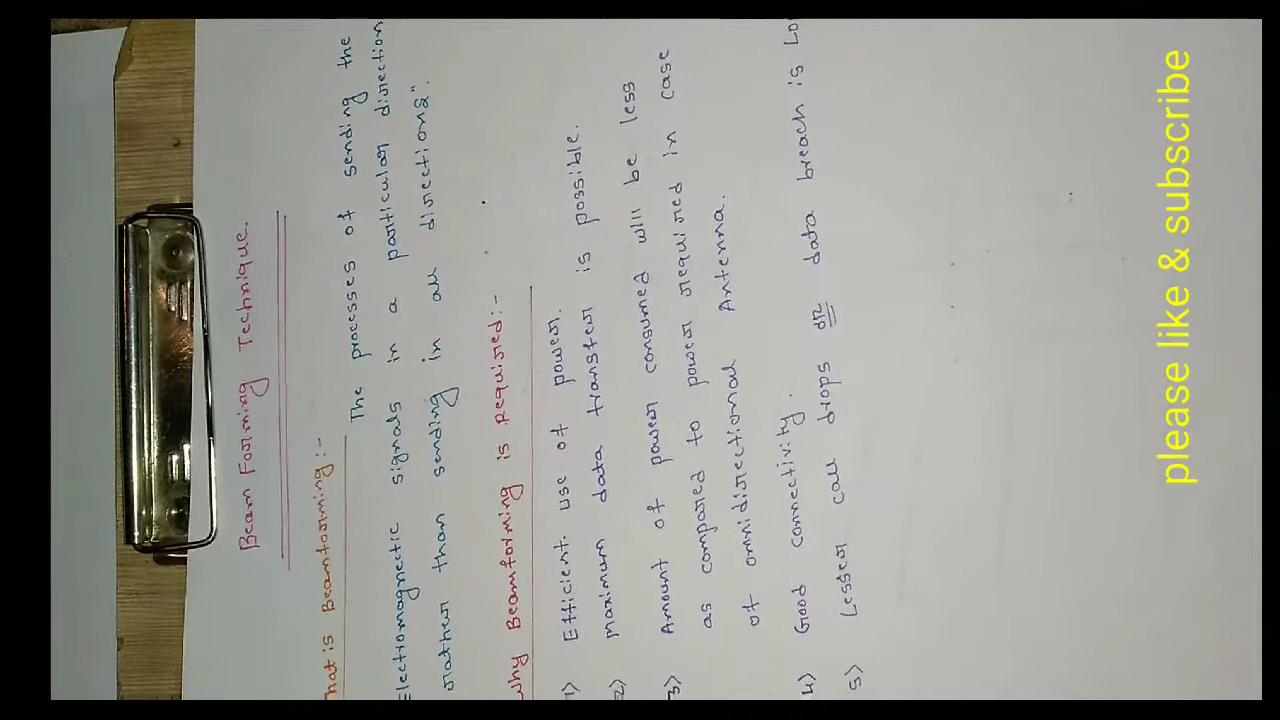 Beam Forming Technique.
hat is Beamforming:-
The processes of sending the
Electromagnetic signals in a particular direction
rather than sending in all directions".
Why Beamforming is Required:-
1) Efficient use of power.
2) maximum data transfer is possible.
3) Amount of power consumed will be less
as compared to power required in case
of omnidirectional Antenna.
4) Good connectivity.
5) Lesser call drops or data breach is Lo
please like & subscribe